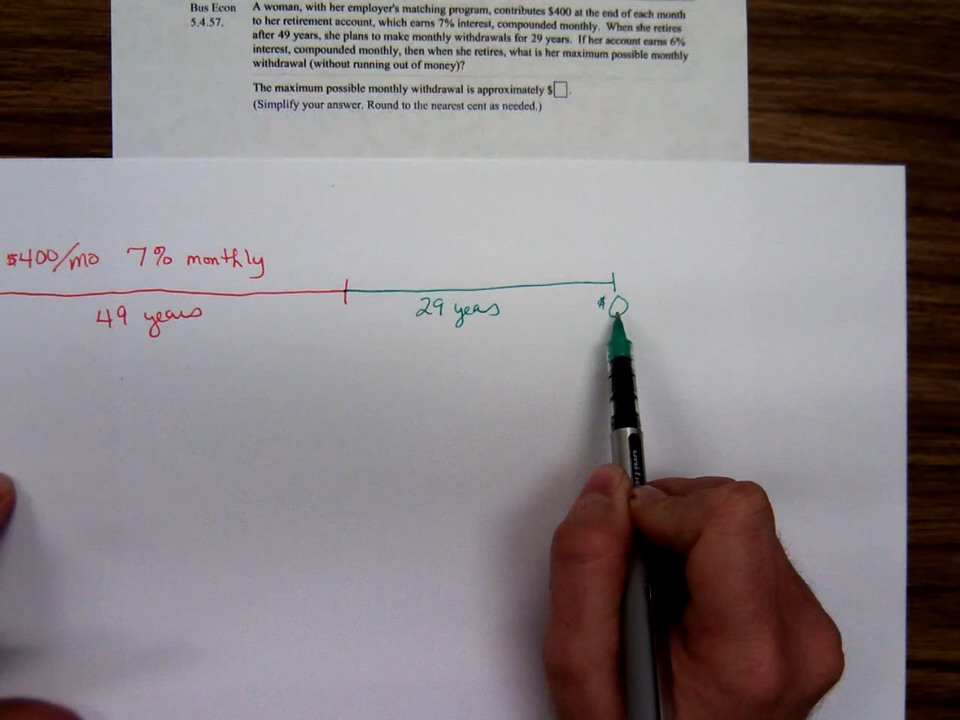 Bus Econ
5.4.57.
A woman, with her employer's matching program, contributes $400 at the end of each month
to her retirement account, which earns 7% interest, compounded monthly. When she retires
after 49 years, she plans to make monthly withdrawals for 29 years. If her account earns 6%
interest, compounded monthly, then when she retires, what is her maximum possible monthly
withdrawal (without running out of money)?
The maximum possible monthly withdrawal is approximately $
(Simplify your answer. Round to the nearest cent as needed.)
$400/mo 7% monthly
49 years
29 years
$0
uni